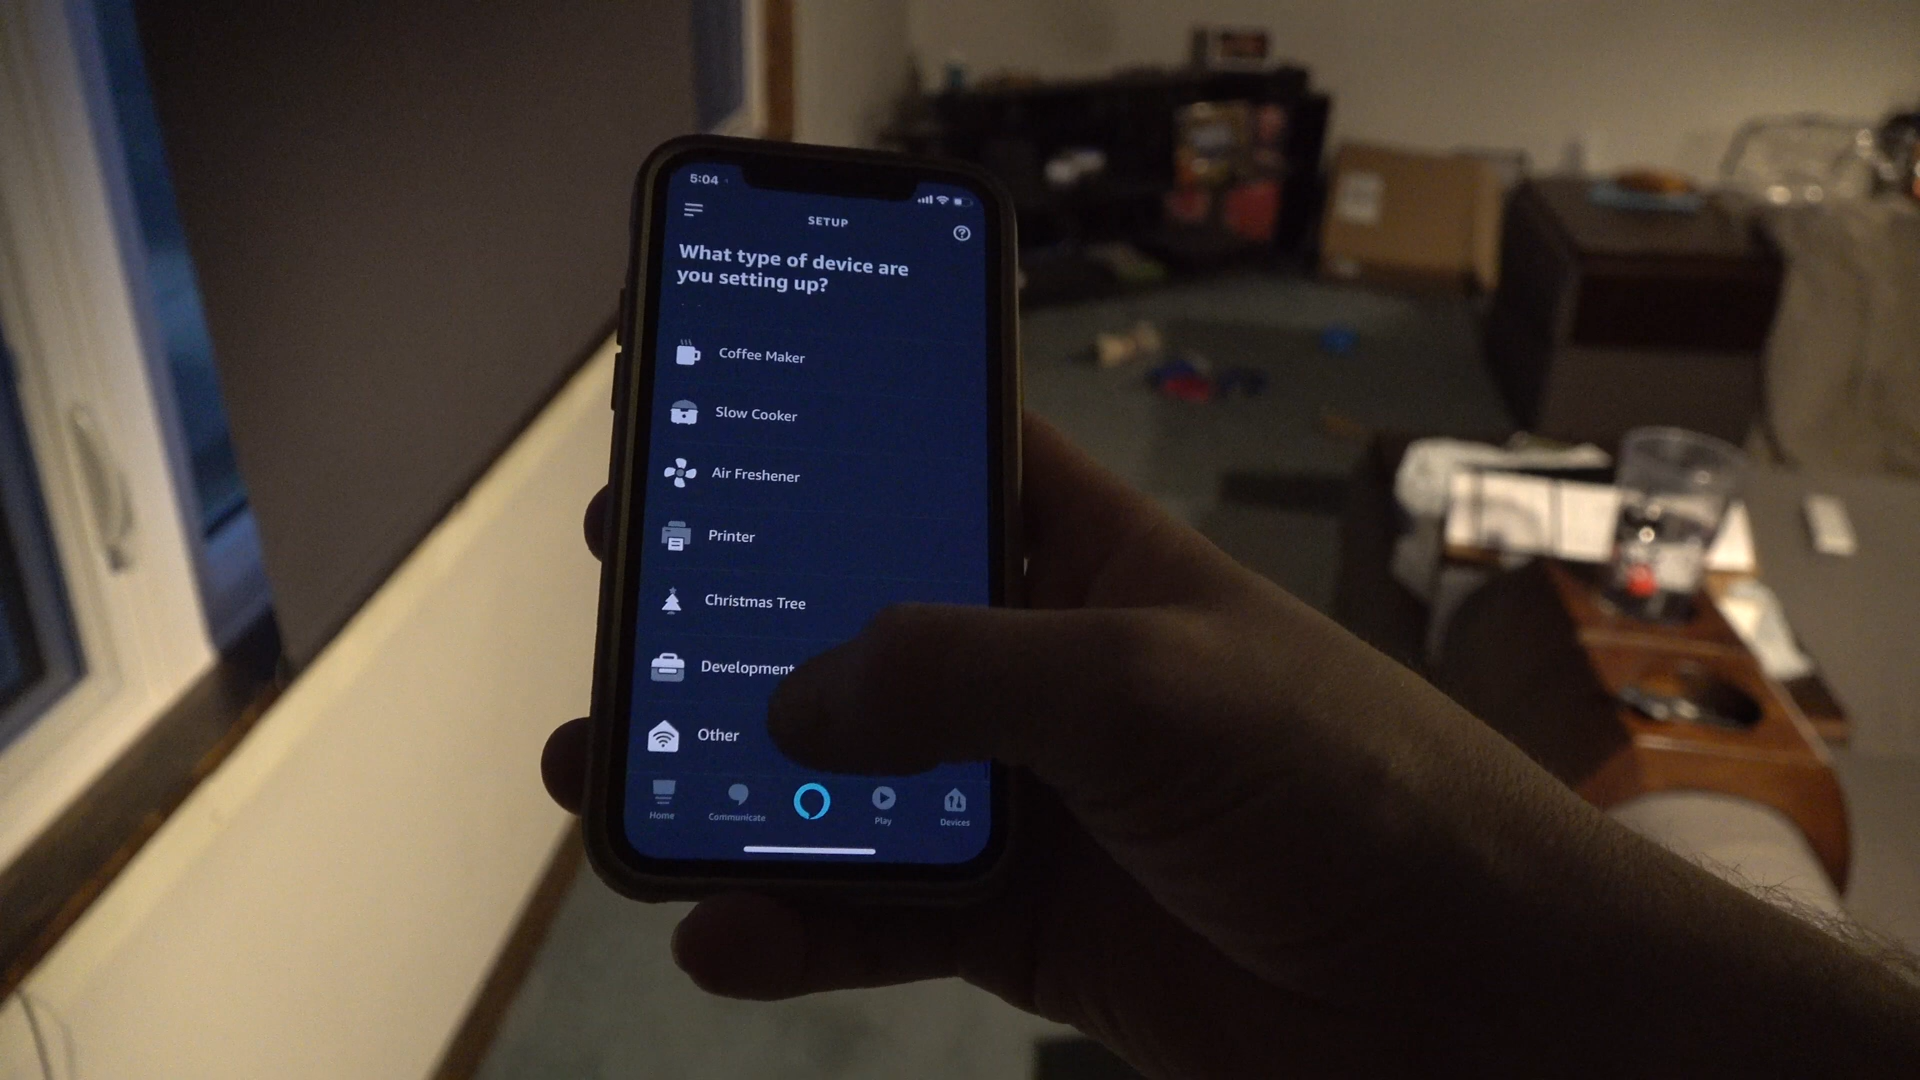 5:04
SETUP
What type of device are
you setting up?
Coffee Maker
Slow Cooker
Air Freshener
Printer
Christmas Tree
Development
Other
Home
Communicate
Play
Devices